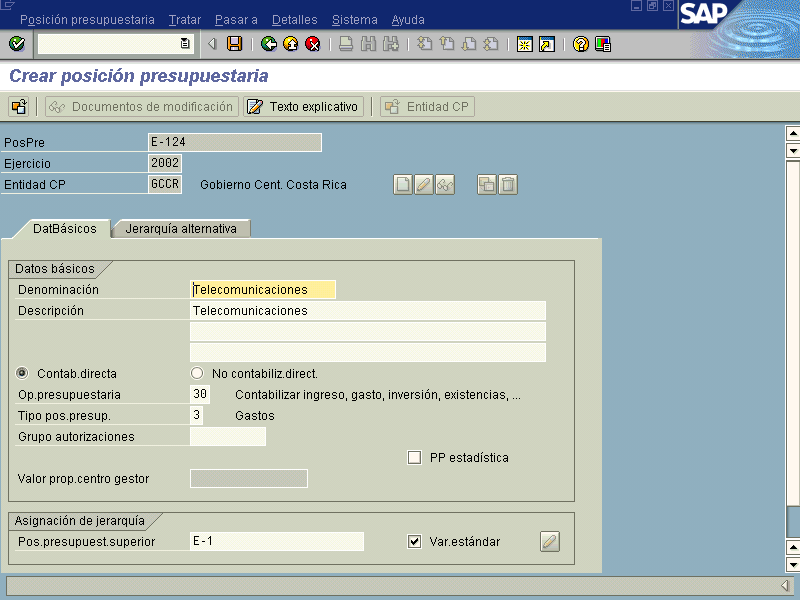 Posición presupuestaria Tratar Pasar a Detalles Sistema Ayuda
SAP
Crear posición presupuestaria
Documentos de modificación Texto explicativo Entidad CP
PosPre E-124
Ejercicio 2002
Entidad CP GCCR Gobierno Cent. Costa Rica
DatBásicos Jerarquía alternativa
Datos básicos
Denominación Telecomunicaciones
Descripción Telecomunicaciones
Contab.directa No contabiliz.direct.
Op.presupuestaria 30 Contabilizar ingreso, gasto, inversión, existencias, ...
Tipo pos.presup. 3 Gastos
Grupo autorizaciones
PP estadística
Valor prop.centro gestor
Asignación de jerarquía
Pos.presupuest.superior E-1 Var.estándar